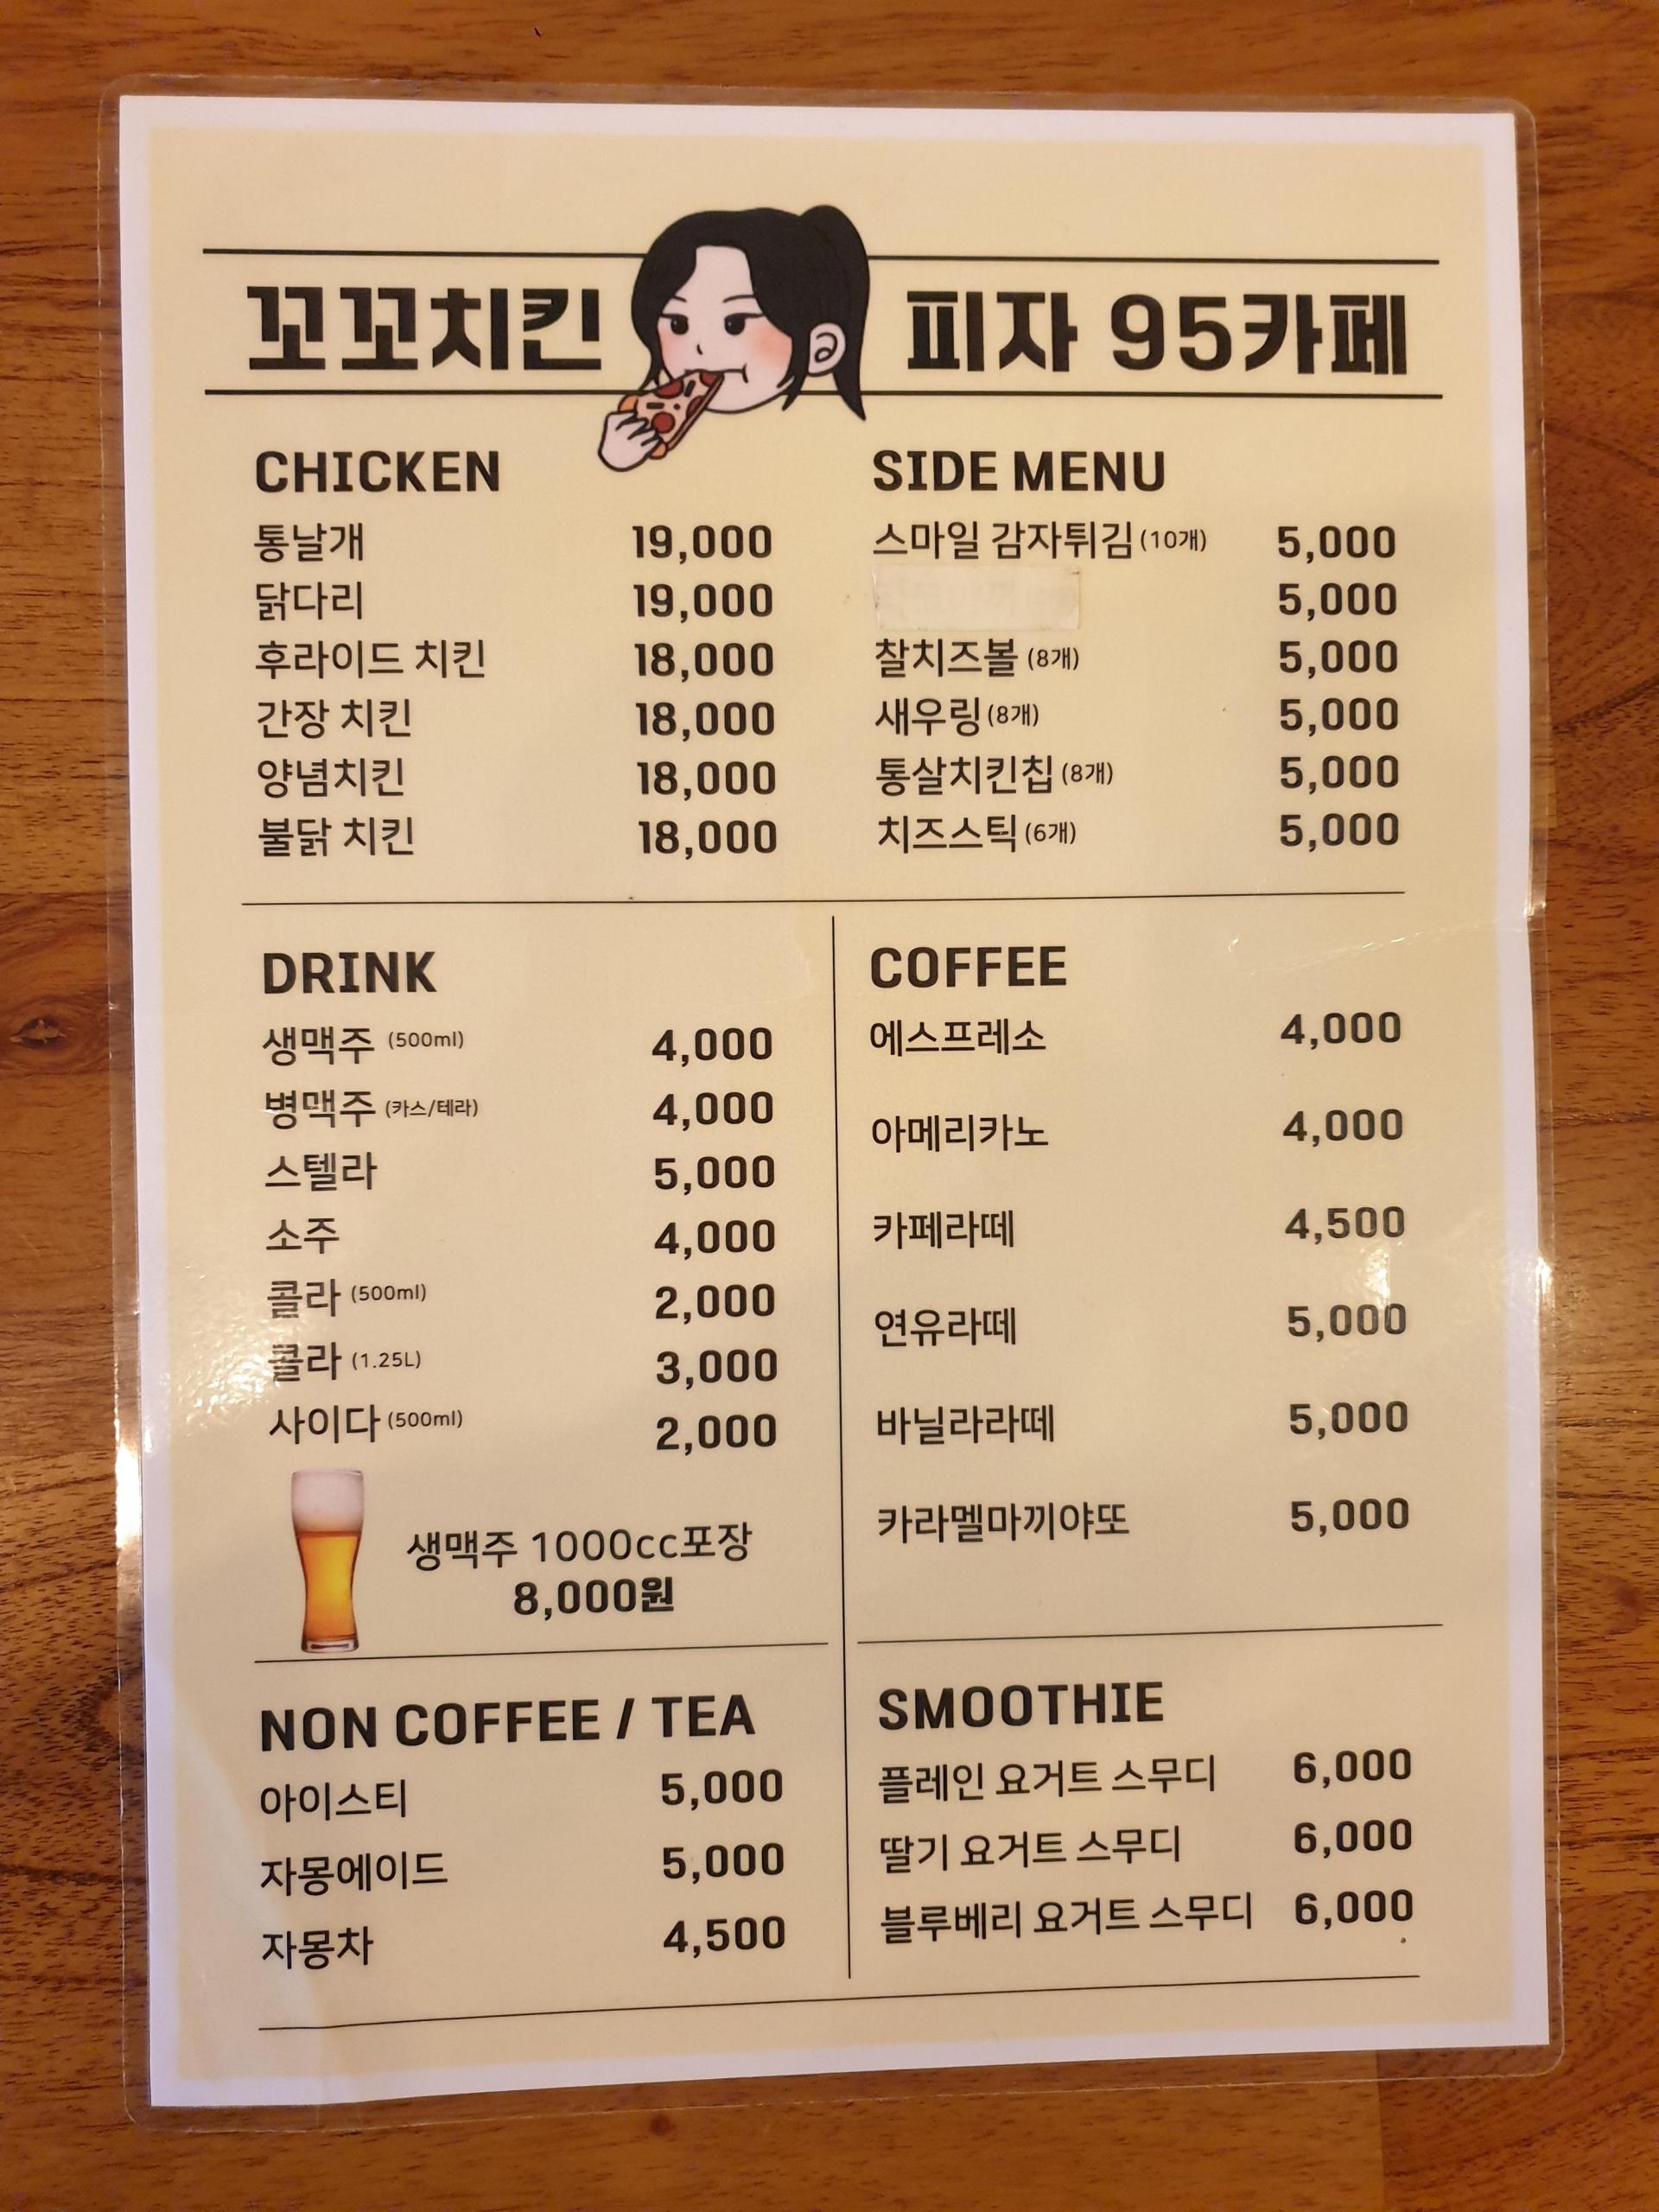 꼬꼬치킨 피자 95카페
CHICKEN
통날개 19,000
닭다리 19,000
후라이드 치킨 18,000
간장 치킨 18,000
양념치킨 18,000
불닭 치킨 18,000
SIDE MENU
스마일 감자튀김 (10개) 5,000
5,000
찰치즈볼 (8개) 5,000
새우링 (8개) 5,000
통살치킨칩 (8개) 5,000
치즈스틱 (6개) 5,000
DRINK
생맥주 (500ml) 4,000
병맥주 (카스/테라) 4,000
스텔라 5,000
소주 4,000
콜라 (500ml) 2,000
콜라 (1.25L) 3,000
사이다 (500ml) 2,000
생맥주 1000cc포장
8,000원
COFFEE
에스프레소 4,000
아메리카노 4,000
카페라떼 4,500
연유라떼 5,000
바닐라라떼 5,000
카라멜마끼야또 5,000
NON COFFEE / TEA
아이스티 5,000
자몽에이드 5,000
자몽차 4,500
SMOOTHIE
플레인 요거트 스무디 6,000
딸기 요거트 스무디 6,000
블루베리 요거트 스무디 6,000